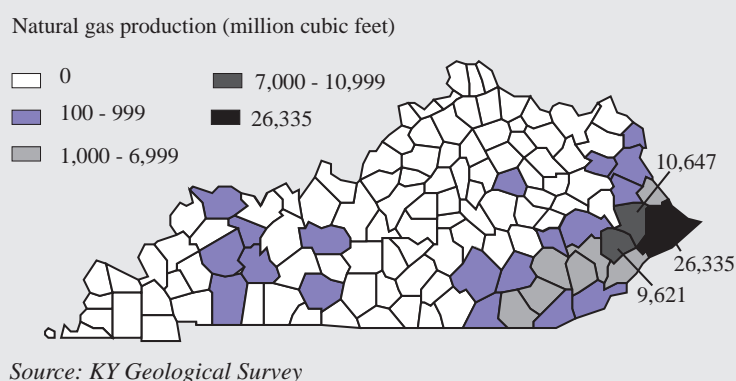 Natural gas production (million cubic feet)
0
7,000 - 10,999
100 - 999
26,335
1,000 - 6,999
10,647
26,335
9,621
Source: KY Geological Survey